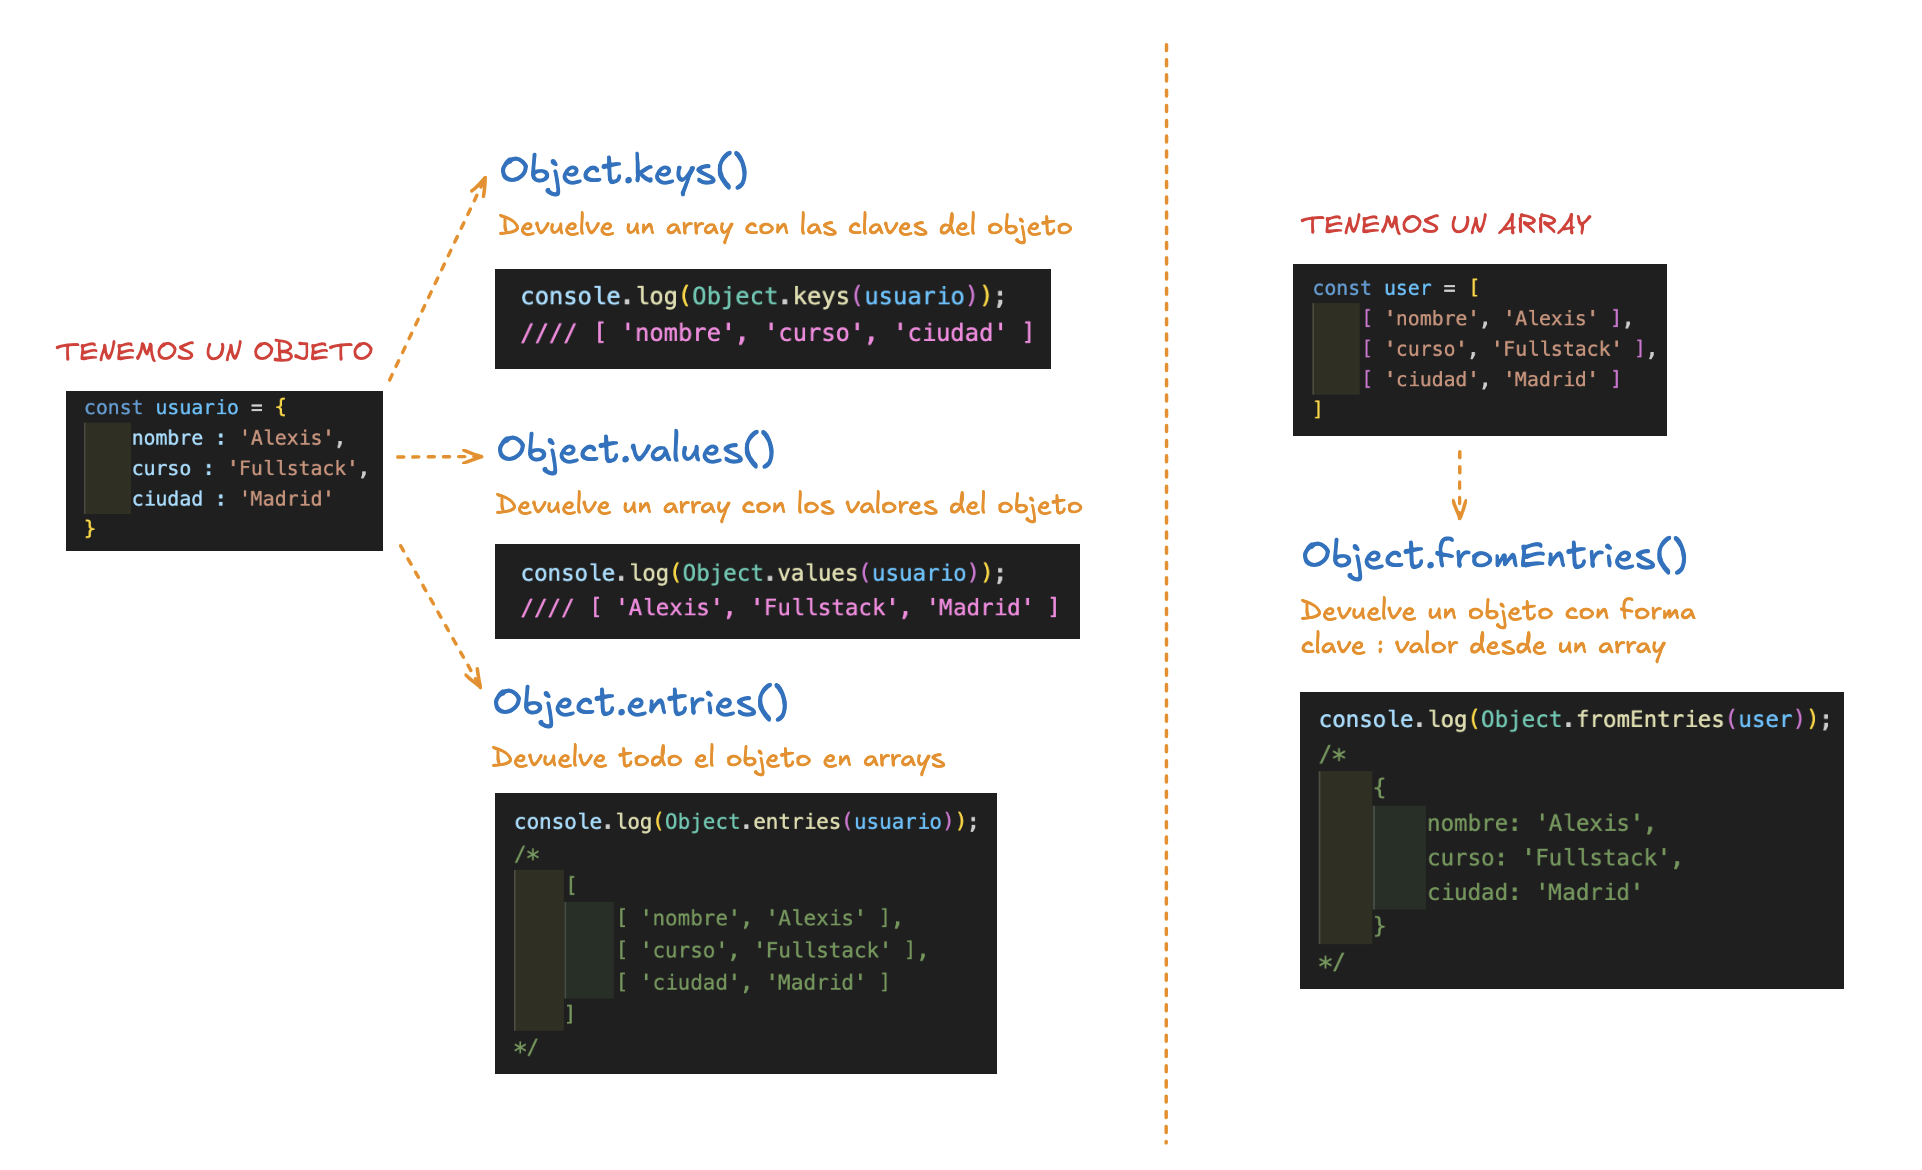 TENEMOS UN OBJETO
const usuario = {
nombre : 'Alexis',
curso : 'Fullstack',
ciudad : 'Madrid'
}
Object.keys()
Devuelve un array con las claves del objeto
console.log(Object.keys(usuario));
//// [ 'nombre', 'curso', 'ciudad' ]
Object.values()
Devuelve un array con los valores del objeto
console.log(Object.values(usuario));
//// [ 'Alexis', 'Fullstack', 'Madrid' ]
Object.entries()
Devuelve todo el objeto en arrays
console.log(Object.entries(usuario));
/*
[
[ 'nombre', 'Alexis' ],
[ 'curso', 'Fullstack' ],
[ 'ciudad', 'Madrid' ]
]
*/
TENEMOS UN ARRAY
const user = [
[ 'nombre', 'Alexis' ],
[ 'curso', 'Fullstack' ],
[ 'ciudad', 'Madrid' ]
]
Object.fromEntries()
Devuelve un objeto con forma
clave : valor desde un array
console.log(Object.fromEntries(user));
/*
{
nombre: 'Alexis',
curso: 'Fullstack',
ciudad: 'Madrid'
}
*/